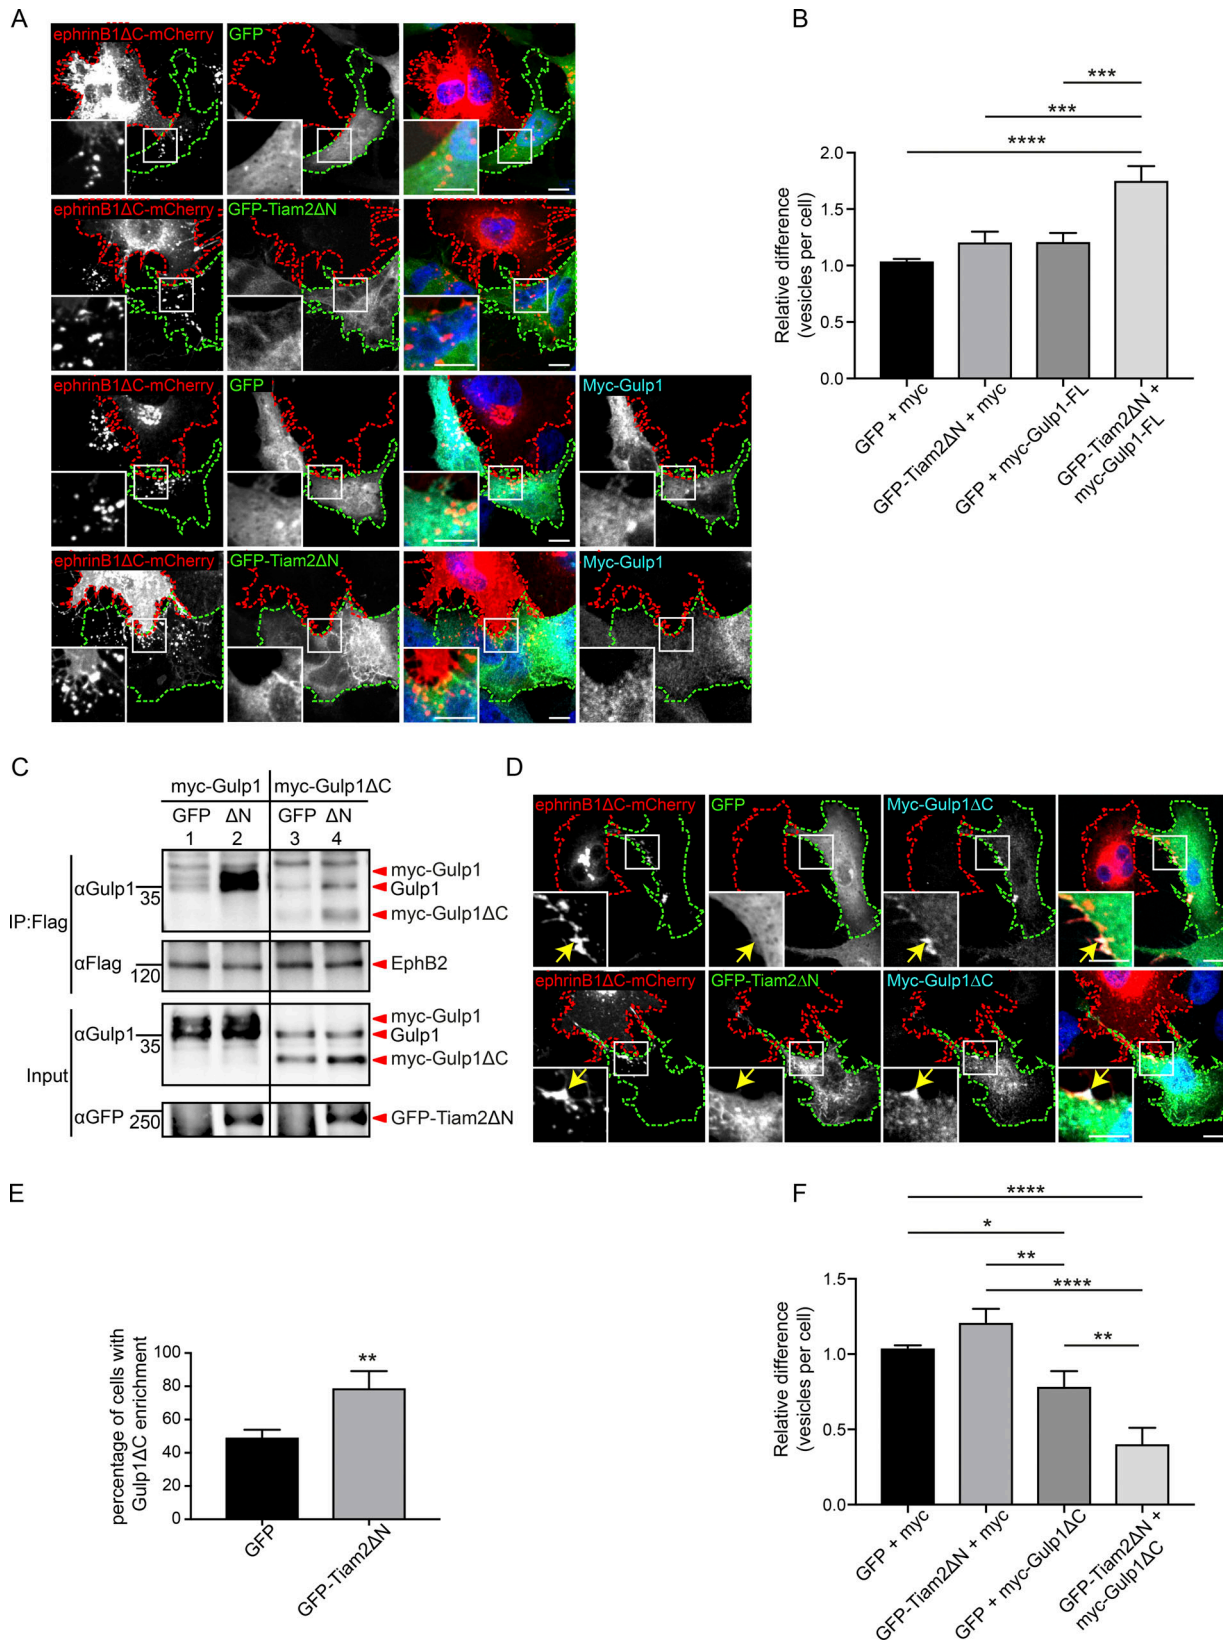 A
ephrinB1ΔC-mCherry GFP
ephrinB1ΔC-mCherry GFP-Tiam2ΔN
ephrinB1ΔC-mCherry GFP Myc-Gulp1
ephrinB1ΔC-mCherry GFP-Tiam2ΔN Myc-Gulp1
B
*** 
***
****
Relative difference
(vesicles per cell)
2.0
1.5
1.0
0.5
0.0
GFP + myc
GFP-Tiam2ΔN + myc
GFP + myc-Gulp1-FL
GFP-Tiam2ΔN +
myc-Gulp1-FL
C
myc-Gulp1 myc-Gulp1ΔC
GFP ΔN GFP ΔN
1 2 3 4
IP:Flag
αGulp1
35
myc-Gulp1
Gulp1
myc-Gulp1ΔC
αFlag
120
EphB2
Input
αGulp1
35
myc-Gulp1
Gulp1
myc-Gulp1ΔC
αGFP
250
GFP-Tiam2ΔN
D
ephrinB1ΔC-mCherry GFP Myc-Gulp1ΔC
ephrinB1ΔC-mCherry GFP-Tiam2ΔN Myc-Gulp1ΔC
E
percentage of cells with
Gulp1ΔC enrichment
100
80
60
40
20
0
**
GFP
GFP-Tiam2ΔN
F
****
*
**
****
**
Relative difference
(vesicles per cell)
1.5
1.0
0.5
0.0
GFP + myc
GFP-Tiam2ΔN + myc
GFP + myc-Gulp1ΔC
GFP-Tiam2ΔN +
myc-Gulp1ΔC